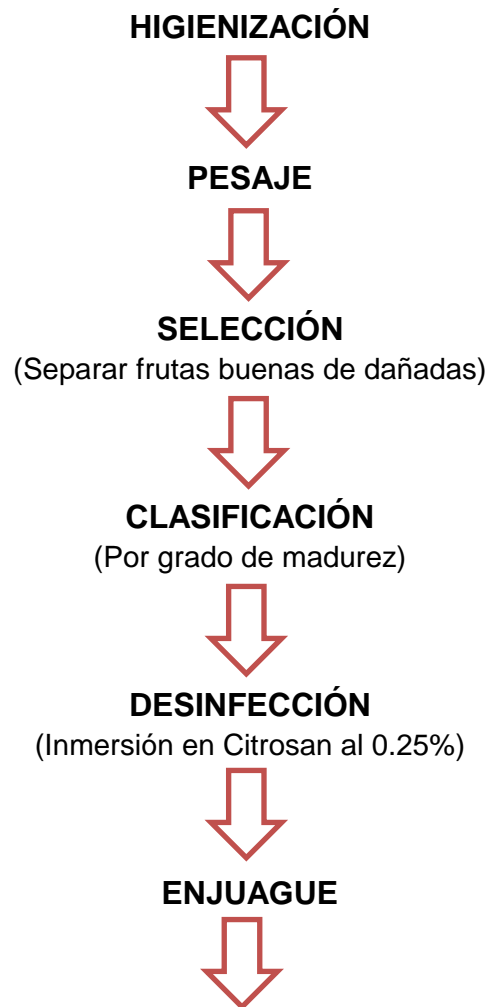 HIGIENIZACIÓN
PESAJE
SELECCIÓN
(Separar frutas buenas de dañadas)
CLASIFICACIÓN
(Por grado de madurez)
DESINFECCIÓN
(Inmersión en Citrosan al 0.25%)
ENJUAGUE